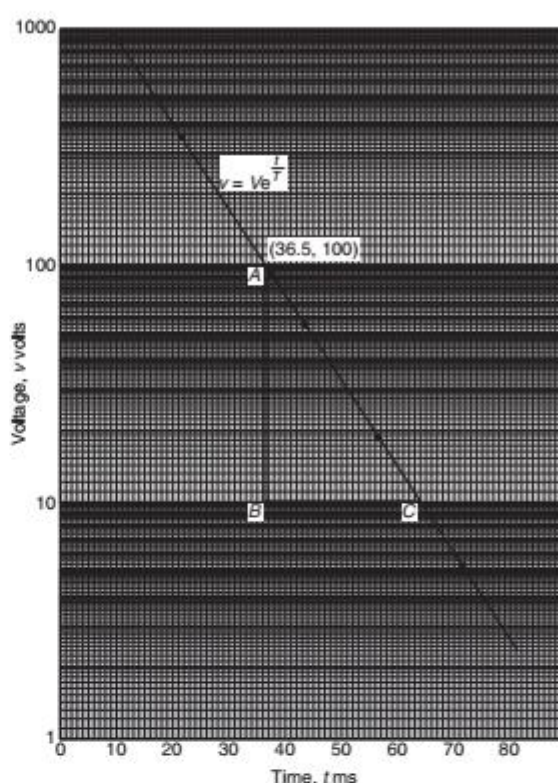 1000
v = Ve^{t/T}
(36.5, 100)
100
A
Voltage, v volts
10
B
C
1
0 10 20 30 40 50 60 70 80
Time, t ms